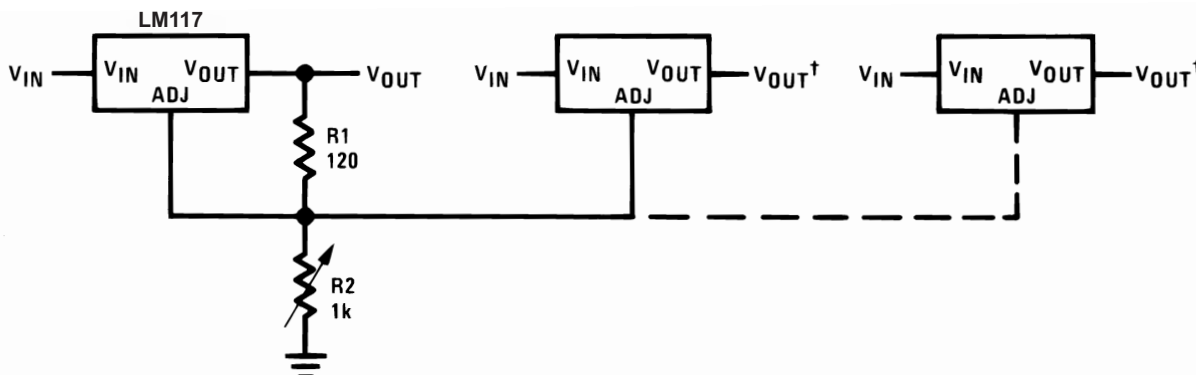 LM117
VIN VIN VOUT VOUT
ADJ
VIN VIN VOUT VOUT†
ADJ
VIN VIN VOUT VOUT†
ADJ
R1
120
R2
1k